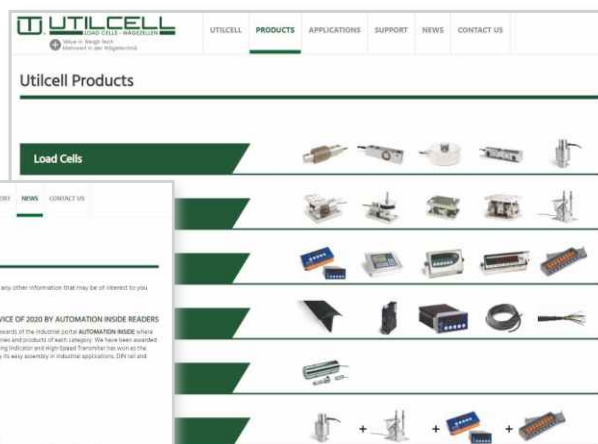 UTILCELL
LOAD CELLS - WÄGEZELLEN
UTILCELL PRODUCTS APPLICATIONS SUPPORT NEWS CONTACT US
Utilcell Products
Load Cells
NEWS CONTACT US
any other information that may be of interest to you
VICE OF 2020 BY AUTOMATION INSIDE READERS
awards of the industrial portal AUTOMATION INSIDE where
nies and products of each category. We have been awarded
ing Indicator and High-Speed Transmitter has won as the
y its easy assembly in industrial applications, DIN rail and